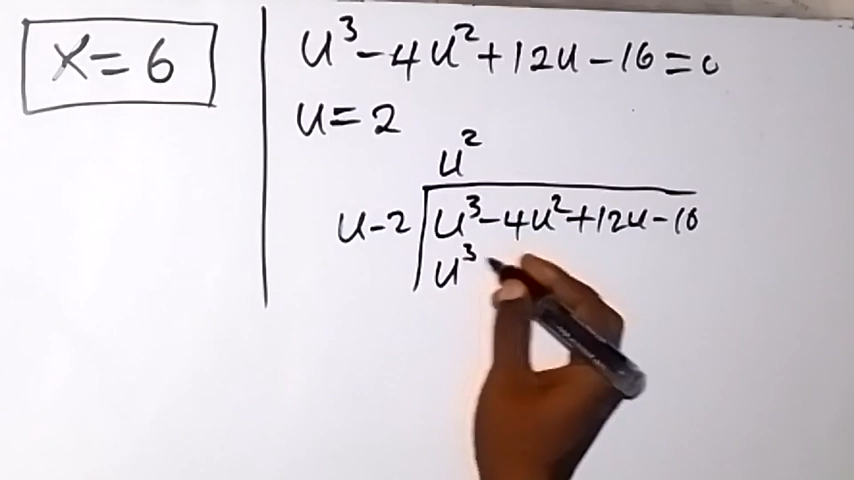 x = 6
u³ - 4u² + 12u - 16 = 0
u = 2
u²
u - 2 | u³ - 4u² + 12u - 16
u³